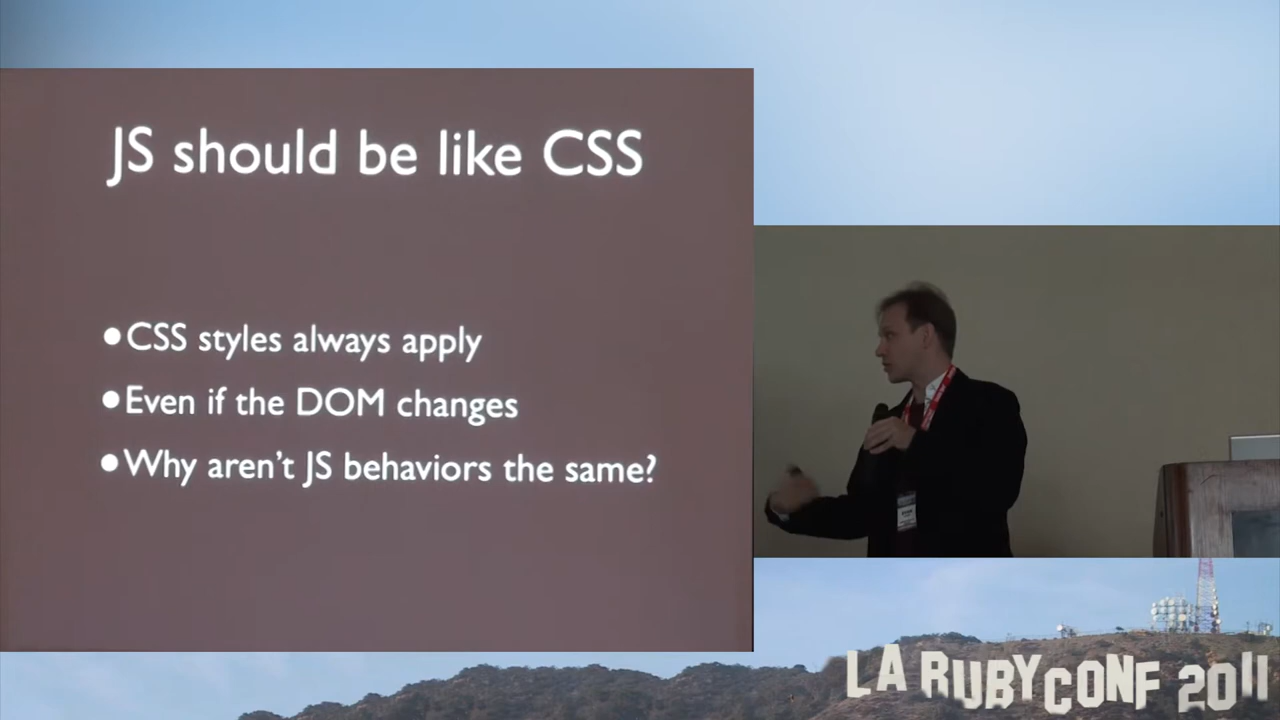 JS should be like CSS
•CSS styles always apply
•Even if the DOM changes
•Why aren't JS behaviors the same?
LA RUBYCONF 2011